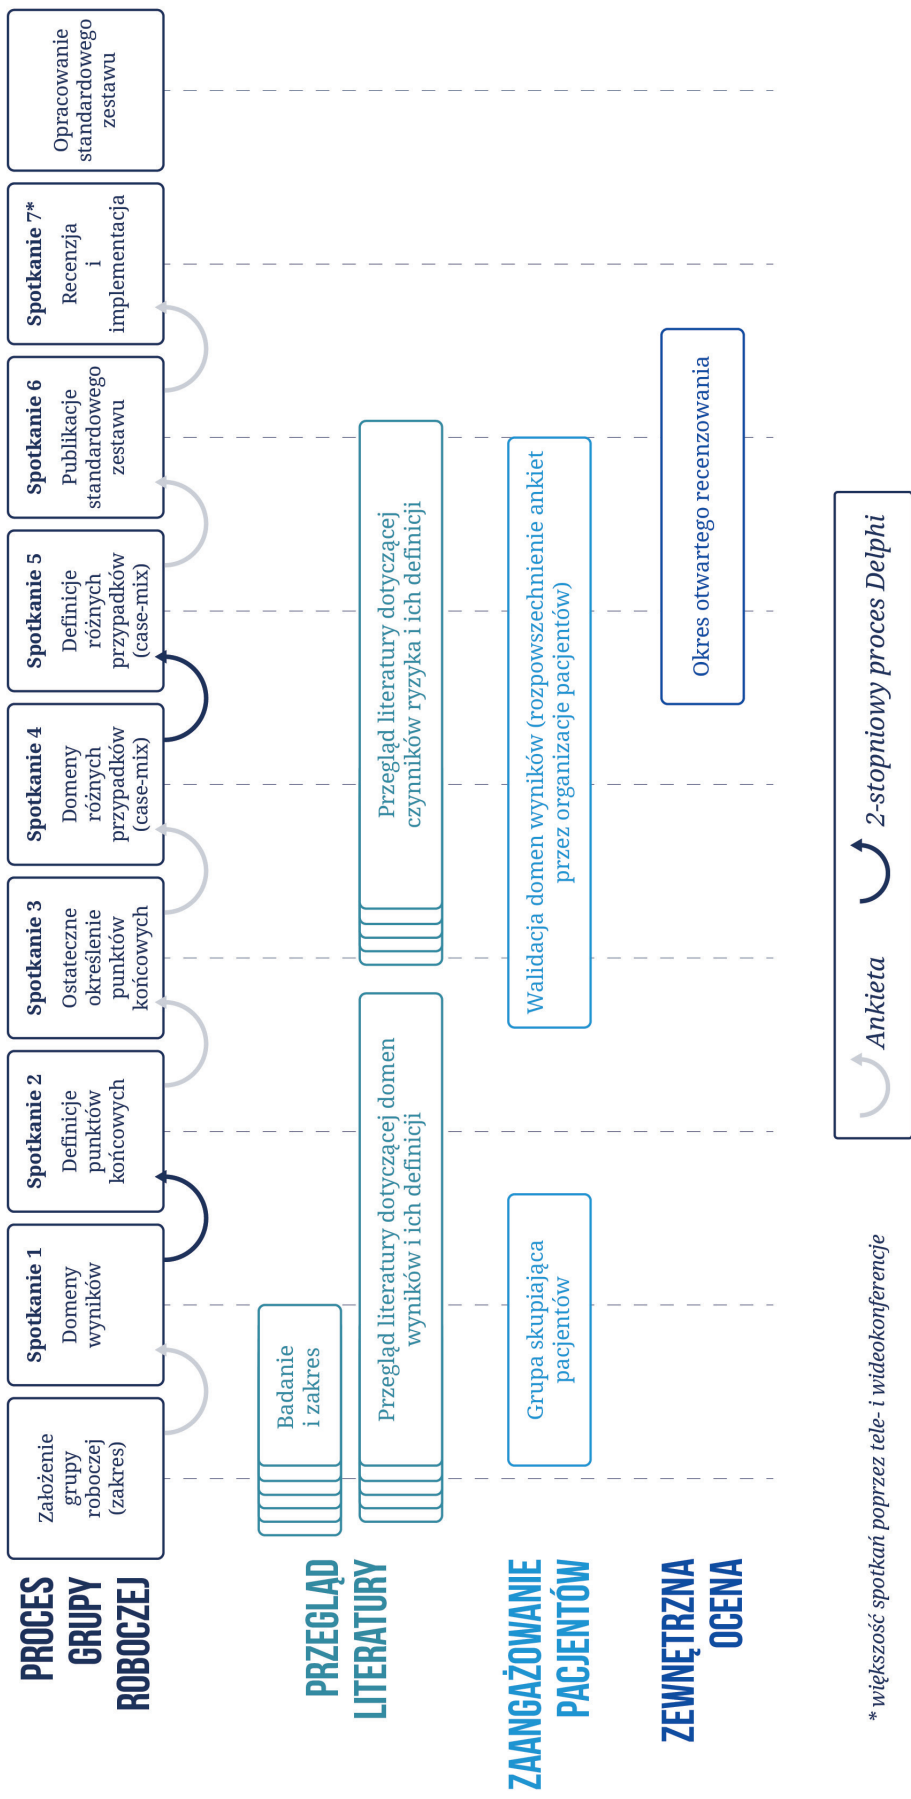 PROCES
GRUPY
ROBOCZEJ
Założenie
grupy
roboczej
(zakres)
Spotkanie 1
Domeny
wyników
Spotkanie 2
Definicje
punktów
końcowych
Spotkanie 3
Ostateczne
określenie
punktów
końcowych
Spotkanie 4
Domeny
różnych
przypadków
(case-mix)
Spotkanie 5
Definicje
różnych
przypadków
(case-mix)
Spotkanie 6
Publikacje
standardowego
zestawu
Spotkanie 7*
Recenzja
i
implementacja
Opracowanie
standardowego
zestawu
PRZEGLĄD
LITERATURY
Badanie
i zakres
Przegląd literatury dotyczącej domen
wyników i ich definicji
Przegląd literatury dotyczącej
czynników ryzyka i ich definicji
ZAANGAŻOWANIE
PACJENTÓW
Grupa skupiająca
pacjentów
Walidacja domen wyników (rozpowszechnienie ankiet
przez organizacje pacjentów)
ZEWNĘTRZNA
OCENA
Okres otwartego recenzowania
* większość spotkań poprzez tele- i wideokonferencje
Ankieta
2-stopniowy proces Delphi